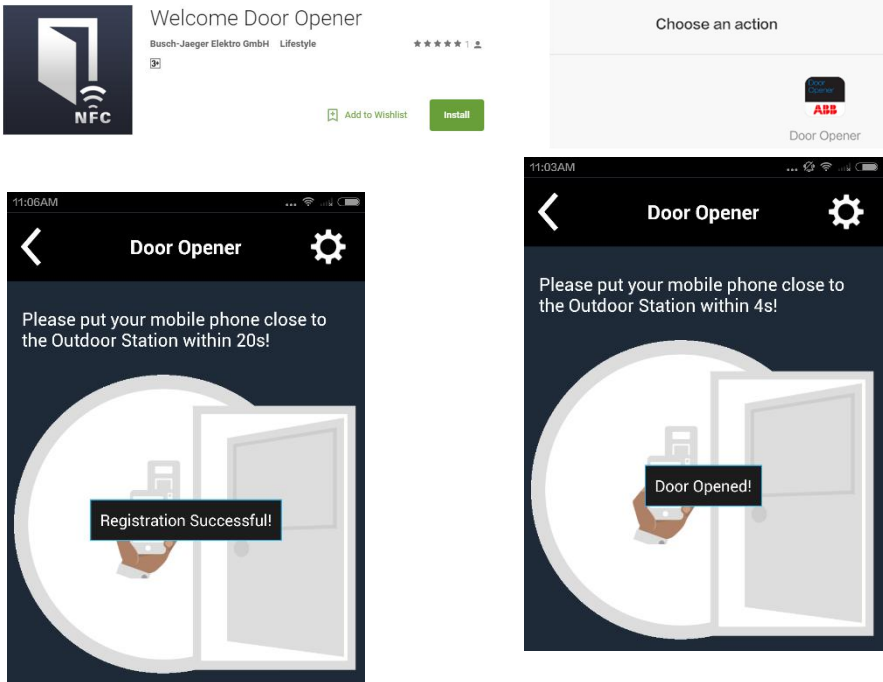 Welcome Door Opener
Busch-Jaeger Elektro GmbH Lifestyle
1
3+
NFC
Add to Wishlist
Install
Choose an action
Door
Opener
ABB
Door Opener
11:06AM
Door Opener
Please put your mobile phone close to
the Outdoor Station within 20s!
Registration Successful!
11:03AM
Door Opener
Please put your mobile phone close to
the Outdoor Station within 4s!
Door Opened!